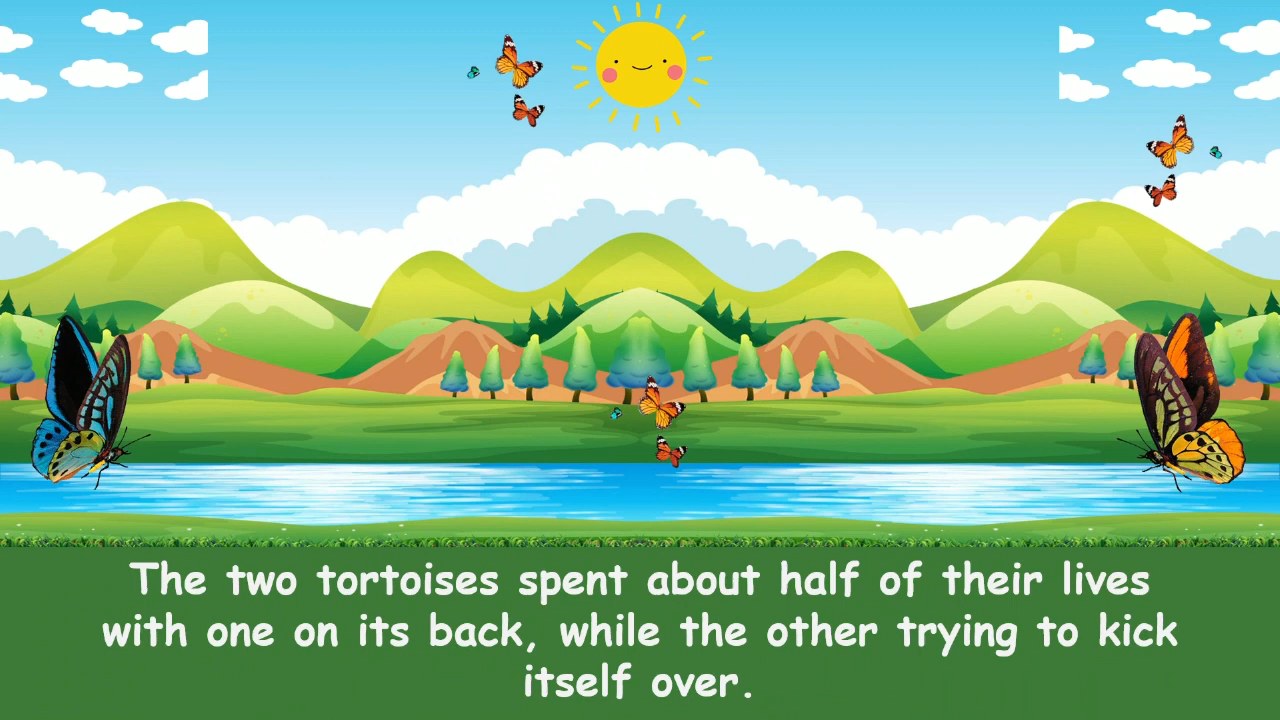 The two tortoises spent about half of their lives
with one on its back, while the other trying to kick
itself over.